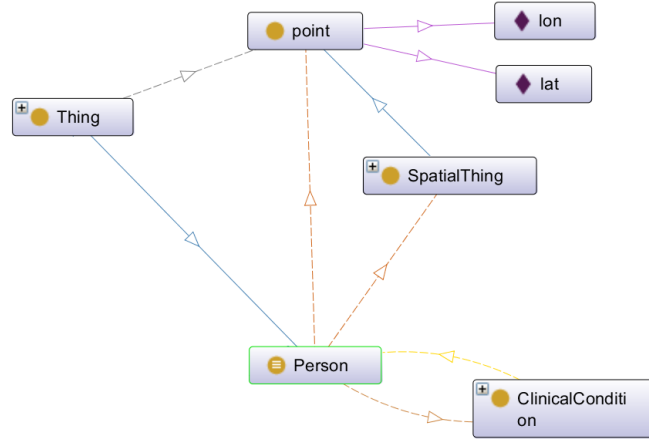 lon
point
lat
Thing
SpatialThing
Person
ClinicalConditi
on